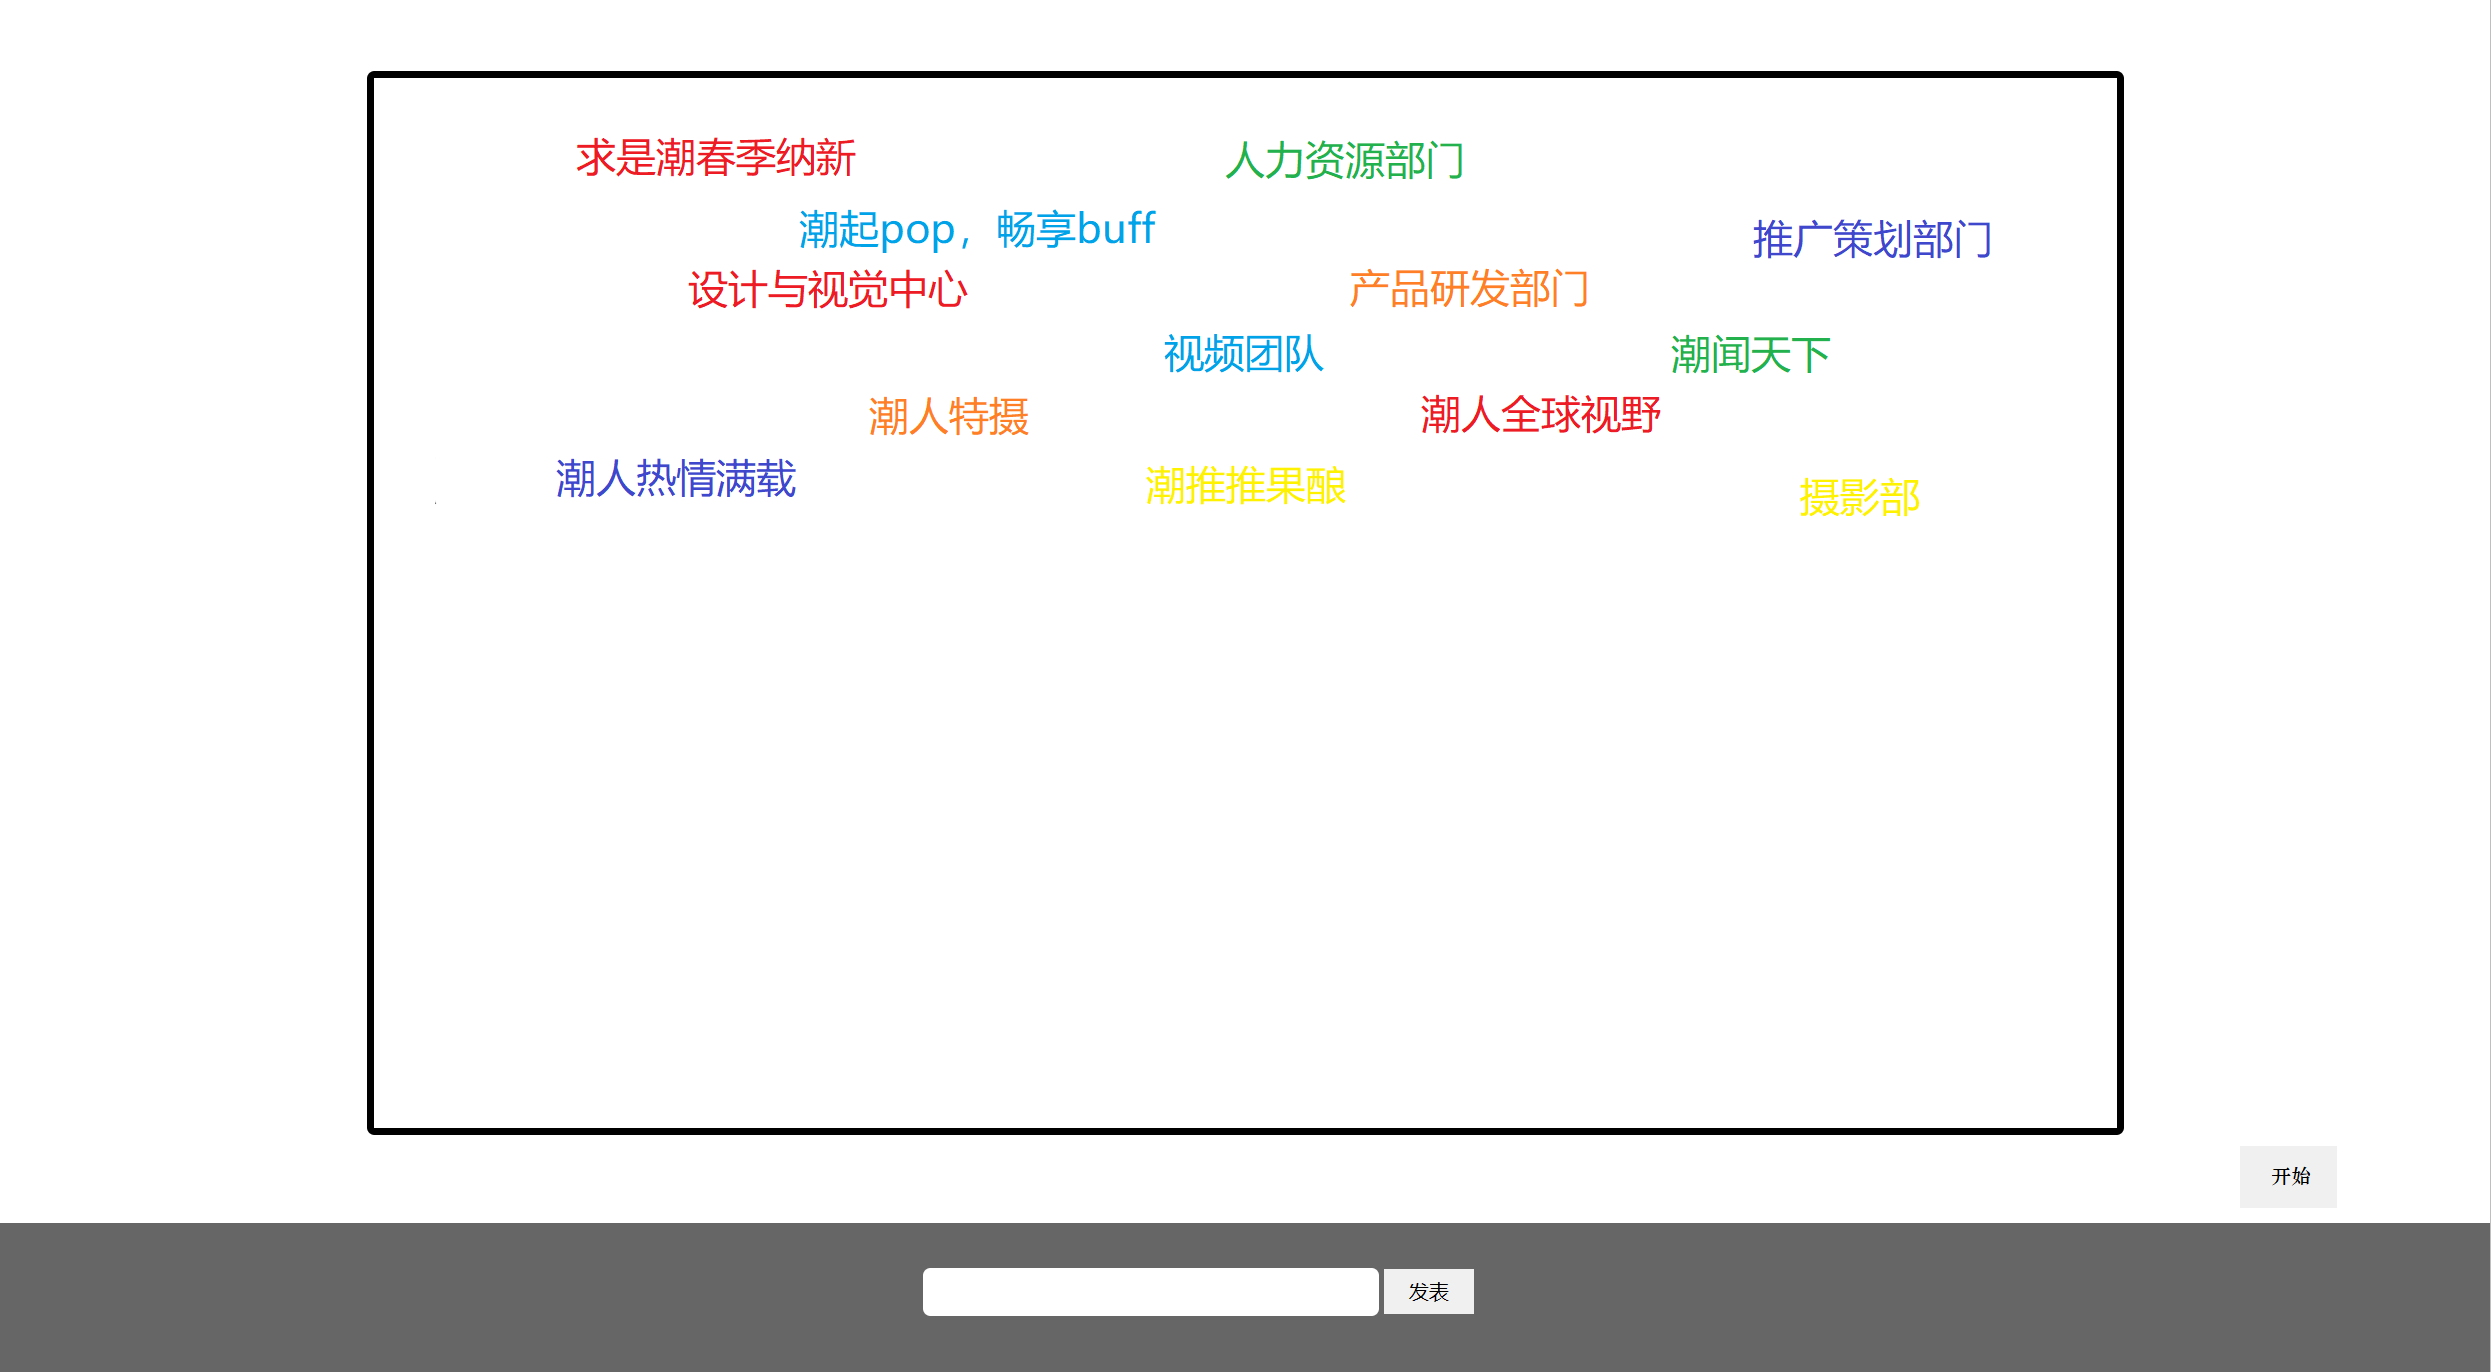 求是潮春季纳新
人力资源部门
潮起pop，畅享buff
推广策划部门
设计与视觉中心
产品研发部门
视频团队
潮闻天下
潮人特摄
潮人全球视野
潮人热情满载
潮推推果酿
摄影部
开始
发表